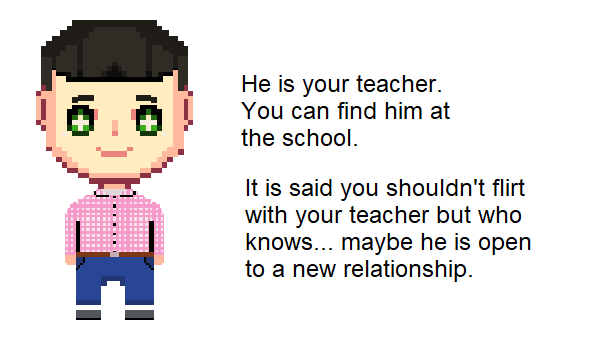 He is your teacher.
You can find him at
the school.
It is said you shouldn't flirt
with your teacher but who
knows... maybe he is open
to a new relationship.